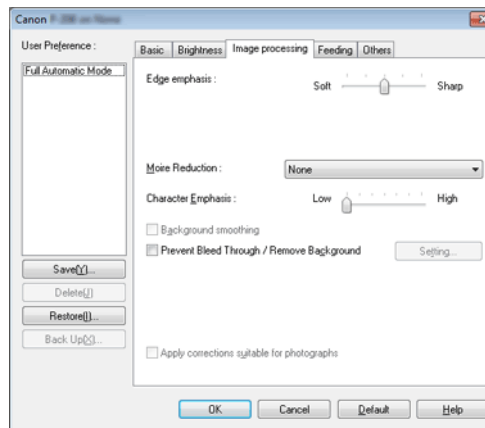 Canon
User Preference :
Full Automatic Mode
Save(Y)...
Delete(J)
Restore(I)...
Back Up(X)...
Basic Brightness Image processing Feeding Others
Edge emphasis :
Soft Sharp
Moire Reduction :
None
Character Emphasis :
Low High
Background smoothing
Prevent Bleed Through / Remove Background
Setting...
Apply corrections suitable for photographs
OK Cancel Default Help